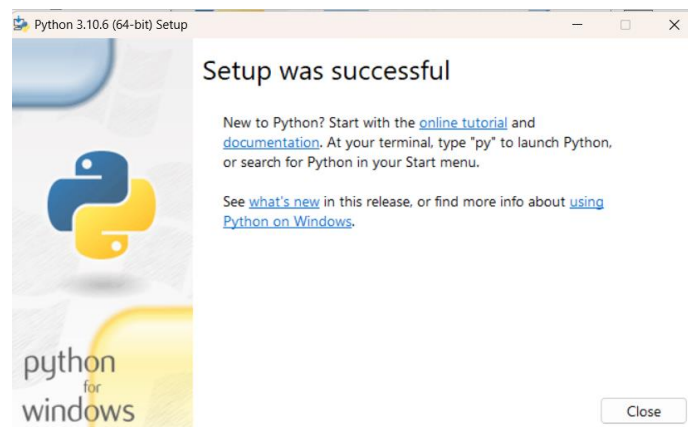 Python 3.10.6 (64-bit) Setup
Setup was successful
New to Python? Start with the online tutorial and
documentation. At your terminal, type "py" to launch Python,
or search for Python in your Start menu.
See what's new in this release, or find more info about using
Python on Windows.
python
for
windows
Close